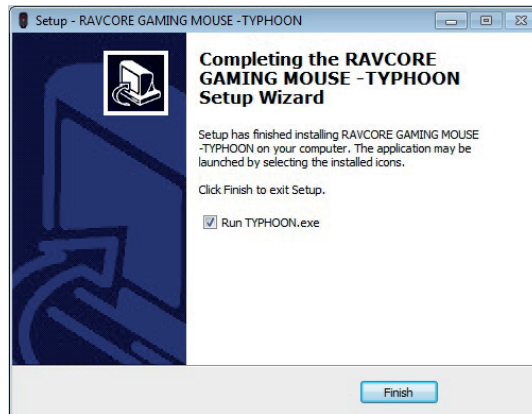 Setup - RAVCORE GAMING MOUSE -TYPHOON
Completing the RAVCORE
GAMING MOUSE -TYPHOON
Setup Wizard
Setup has finished installing RAVCORE GAMING MOUSE
-TYPHOON on your computer. The application may be
launched by selecting the installed icons.
Click Finish to exit Setup.
Run TYPHOON.exe
Finish